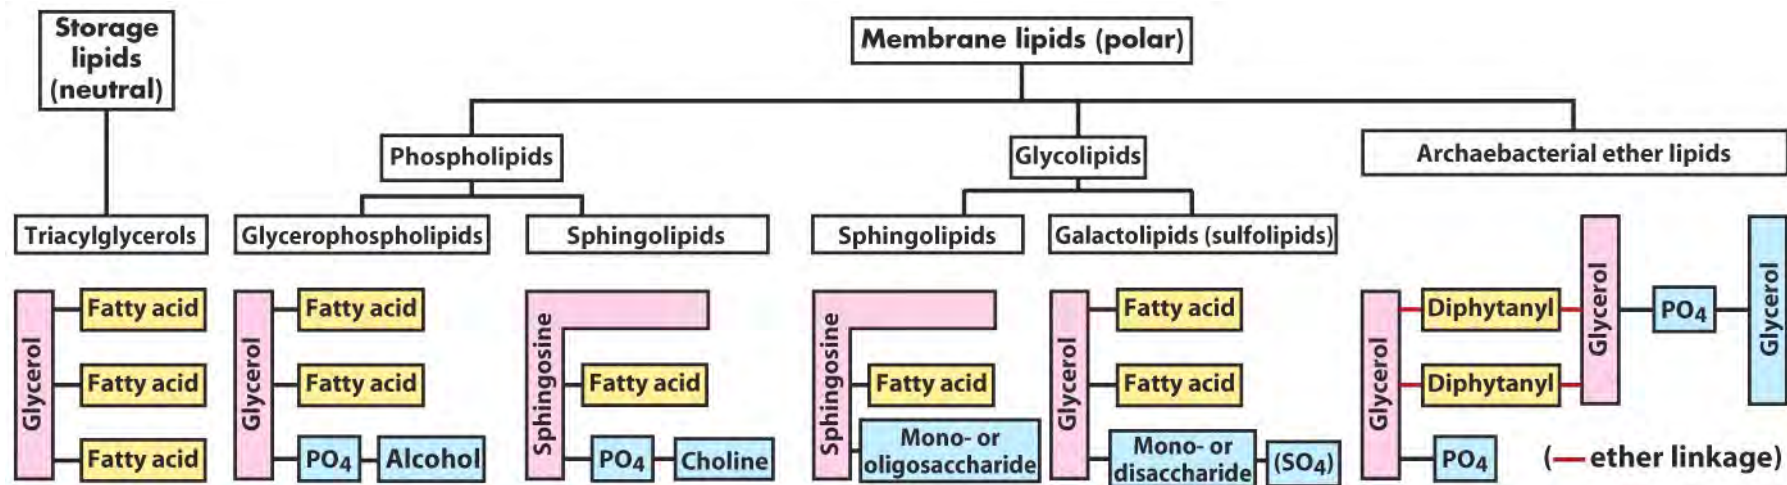 Storage
lipids
(neutral)
Membrane lipids (polar)
Phospholipids
Glycolipids
Archaebacterial ether lipids
Triacylglycerols
Glycerophospholipids
Sphingolipids
Sphingolipids
Galactolipids (sulfolipids)
Glycerol
Fatty acid
Fatty acid
Fatty acid
Glycerol
Fatty acid
Fatty acid
PO4
Alcohol
Sphingosine
Fatty acid
PO4
Choline
Sphingosine
Fatty acid
Mono- or
oligosaccharide
Glycerol
Fatty acid
Fatty acid
Mono- or
disaccharide
(SO4)
Glycerol
Diphytanyl
Diphytanyl
PO4
Glycerol
PO4
Glycerol
(— ether linkage)